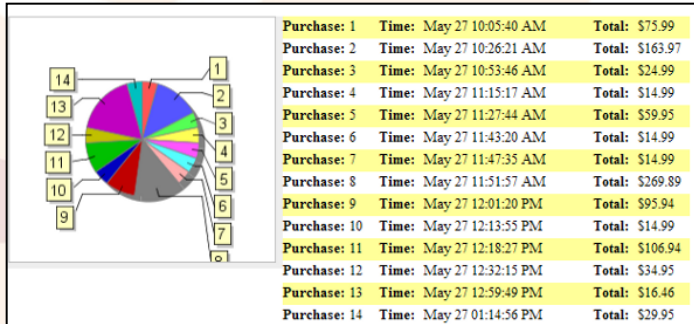 1
2
3
4
5
6
7
8
9
10
11
12
13
14
Purchase: 1 Time: May 27 10:05:40 AM Total: $75.99
Purchase: 2 Time: May 27 10:26:21 AM Total: $163.97
Purchase: 3 Time: May 27 10:53:46 AM Total: $24.99
Purchase: 4 Time: May 27 11:15:17 AM Total: $14.99
Purchase: 5 Time: May 27 11:27:44 AM Total: $59.95
Purchase: 6 Time: May 27 11:43:20 AM Total: $14.99
Purchase: 7 Time: May 27 11:47:35 AM Total: $14.99
Purchase: 8 Time: May 27 11:51:57 AM Total: $269.89
Purchase: 9 Time: May 27 12:01:20 PM Total: $95.94
Purchase: 10 Time: May 27 12:13:55 PM Total: $14.99
Purchase: 11 Time: May 27 12:18:27 PM Total: $106.94
Purchase: 12 Time: May 27 12:32:15 PM Total: $34.95
Purchase: 13 Time: May 27 12:59:49 PM Total: $16.46
Purchase: 14 Time: May 27 01:14:56 PM Total: $29.95